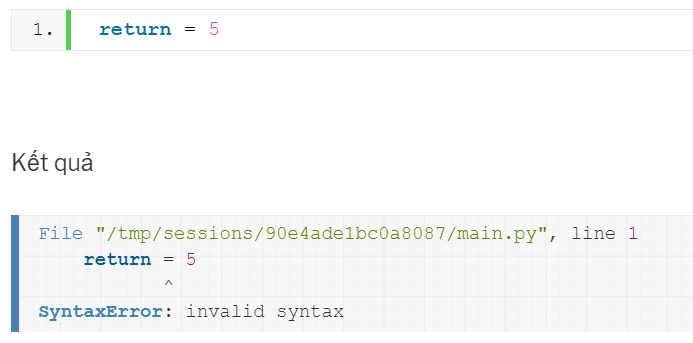 1. return = 5
Kết quả
File "/tmp/sessions/90e4ade1bc0a8087/main.py", line 1
return = 5
^
SyntaxError: invalid syntax